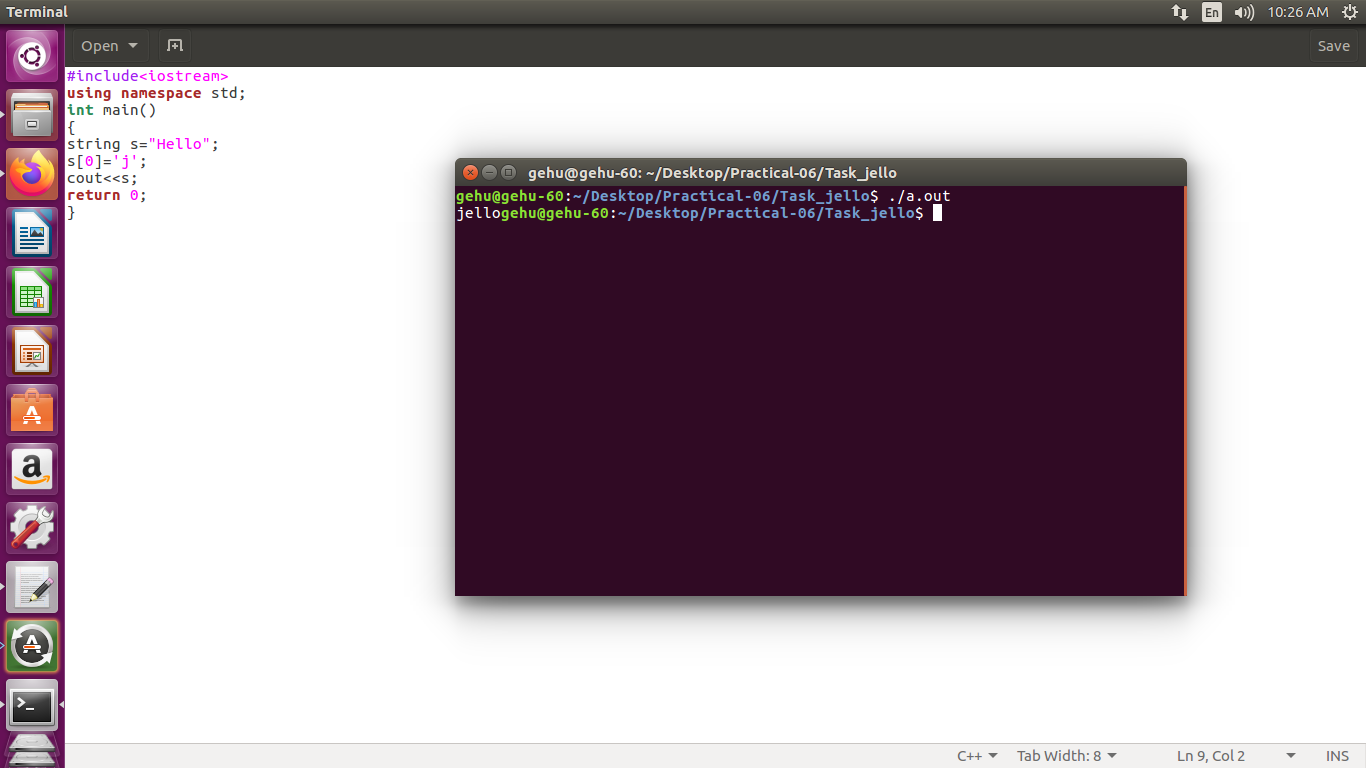 Terminal
En
10:26 AM
Open
Save
#include<iostream>
using namespace std;
int main()
{
string s="Hello";
s[0]='j';
cout<<s;
return 0;
}
gehu@gehu-60: ~/Desktop/Practical-06/Task_jello
gehu@gehu-60:~/Desktop/Practical-06/Task_jello$ ./a.out
jellogehu@gehu-60:~/Desktop/Practical-06/Task_jello$
C++
Tab Width: 8
Ln 9, Col 2
INS